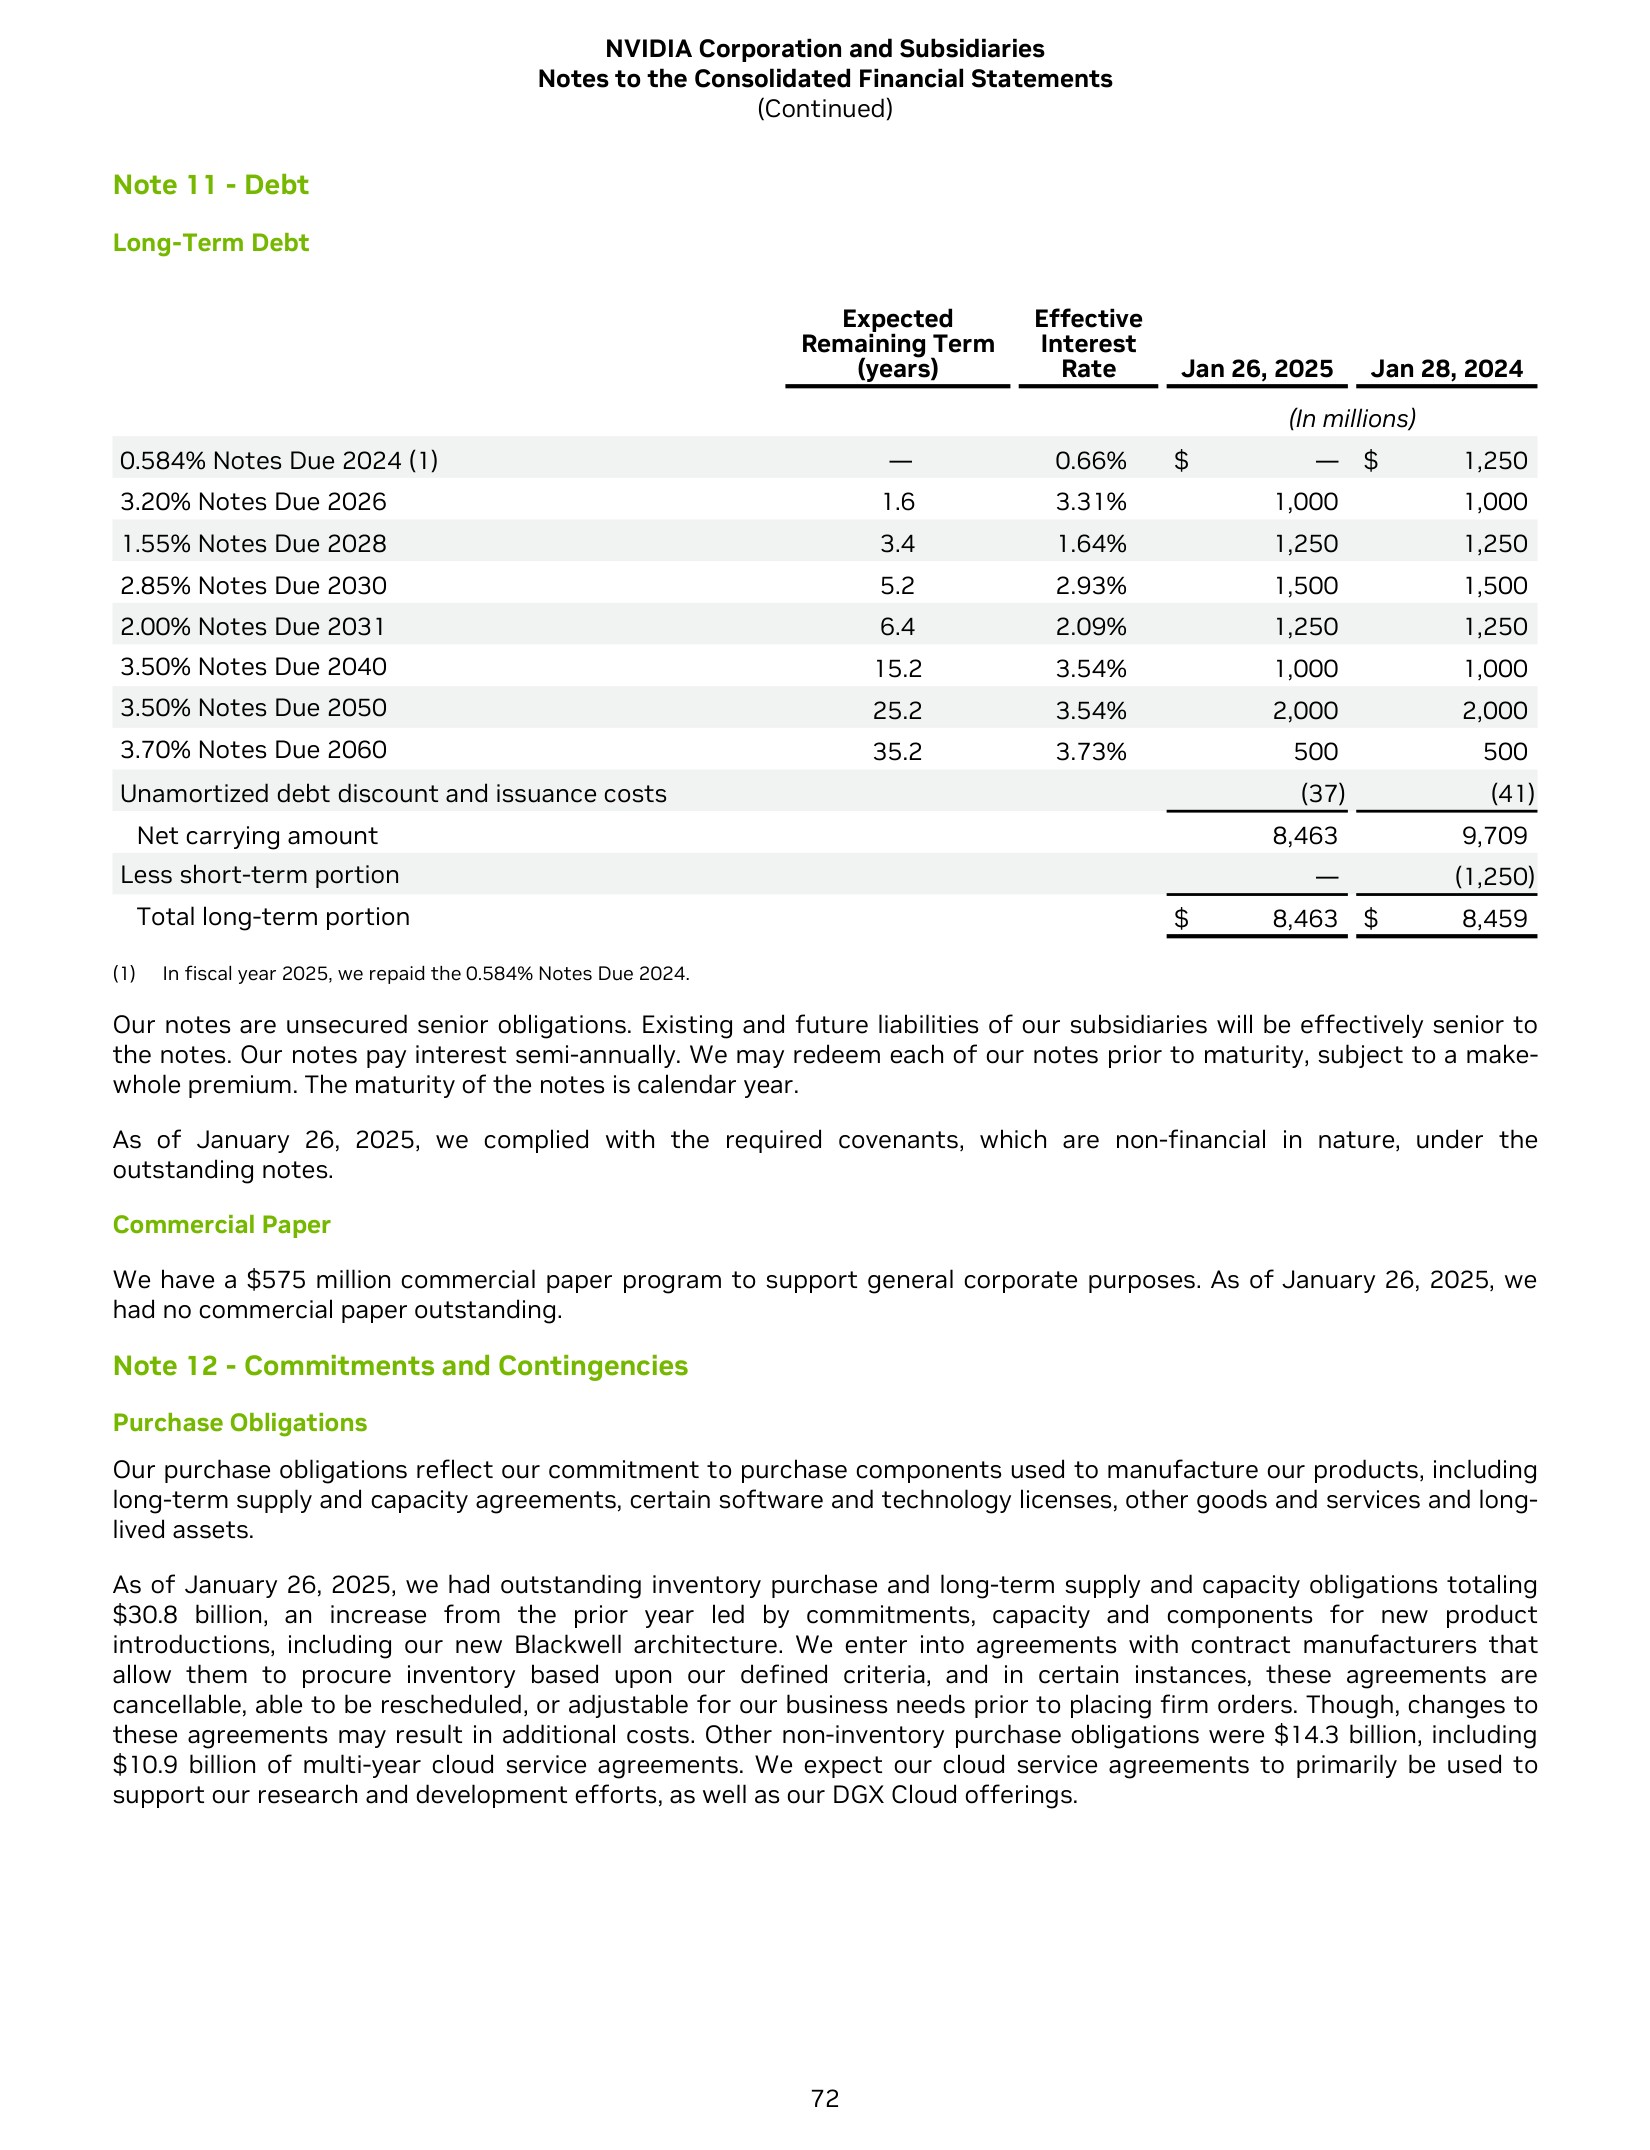 NVIDIA Corporation and Subsidiaries
Notes to the Consolidated Financial Statements
(Continued)
Note 11 - Debt
Long-Term Debt
Expected Remaining Term (years) Effective Interest Rate Jan 26, 2025 Jan 28, 2024
(In millions)
0.584% Notes Due 2024 (1) — 0.66% $ — $ 1,250
3.20% Notes Due 2026 1.6 3.31% 1,000 1,000
1.55% Notes Due 2028 3.4 1.64% 1,250 1,250
2.85% Notes Due 2030 5.2 2.93% 1,500 1,500
2.00% Notes Due 2031 6.4 2.09% 1,250 1,250
3.50% Notes Due 2040 15.2 3.54% 1,000 1,000
3.50% Notes Due 2050 25.2 3.54% 2,000 2,000
3.70% Notes Due 2060 35.2 3.73% 500 500
Unamortized debt discount and issuance costs (37) (41)
Net carrying amount 8,463 9,709
Less short-term portion — (1,250)
Total long-term portion $ 8,463 $ 8,459
(1) In fiscal year 2025, we repaid the 0.584% Notes Due 2024.
Our notes are unsecured senior obligations. Existing and future liabilities of our subsidiaries will be effectively senior to
the notes. Our notes pay interest semi-annually. We may redeem each of our notes prior to maturity, subject to a make-
whole premium. The maturity of the notes is calendar year.
As of January 26, 2025, we complied with the required covenants, which are non-financial in nature, under the
outstanding notes.
Commercial Paper
We have a $575 million commercial paper program to support general corporate purposes. As of January 26, 2025, we
had no commercial paper outstanding.
Note 12 - Commitments and Contingencies
Purchase Obligations
Our purchase obligations reflect our commitment to purchase components used to manufacture our products, including
long-term supply and capacity agreements, certain software and technology licenses, other goods and services and long-
lived assets.
As of January 26, 2025, we had outstanding inventory purchase and long-term supply and capacity obligations totaling
$30.8 billion, an increase from the prior year led by commitments, capacity and components for new product
introductions, including our new Blackwell architecture. We enter into agreements with contract manufacturers that
allow them to procure inventory based upon our defined criteria, and in certain instances, these agreements are
cancellable, able to be rescheduled, or adjustable for our business needs prior to placing firm orders. Though, changes to
these agreements may result in additional costs. Other non-inventory purchase obligations were $14.3 billion, including
$10.9 billion of multi-year cloud service agreements. We expect our cloud service agreements to primarily be used to
support our research and development efforts, as well as our DGX Cloud offerings.
72